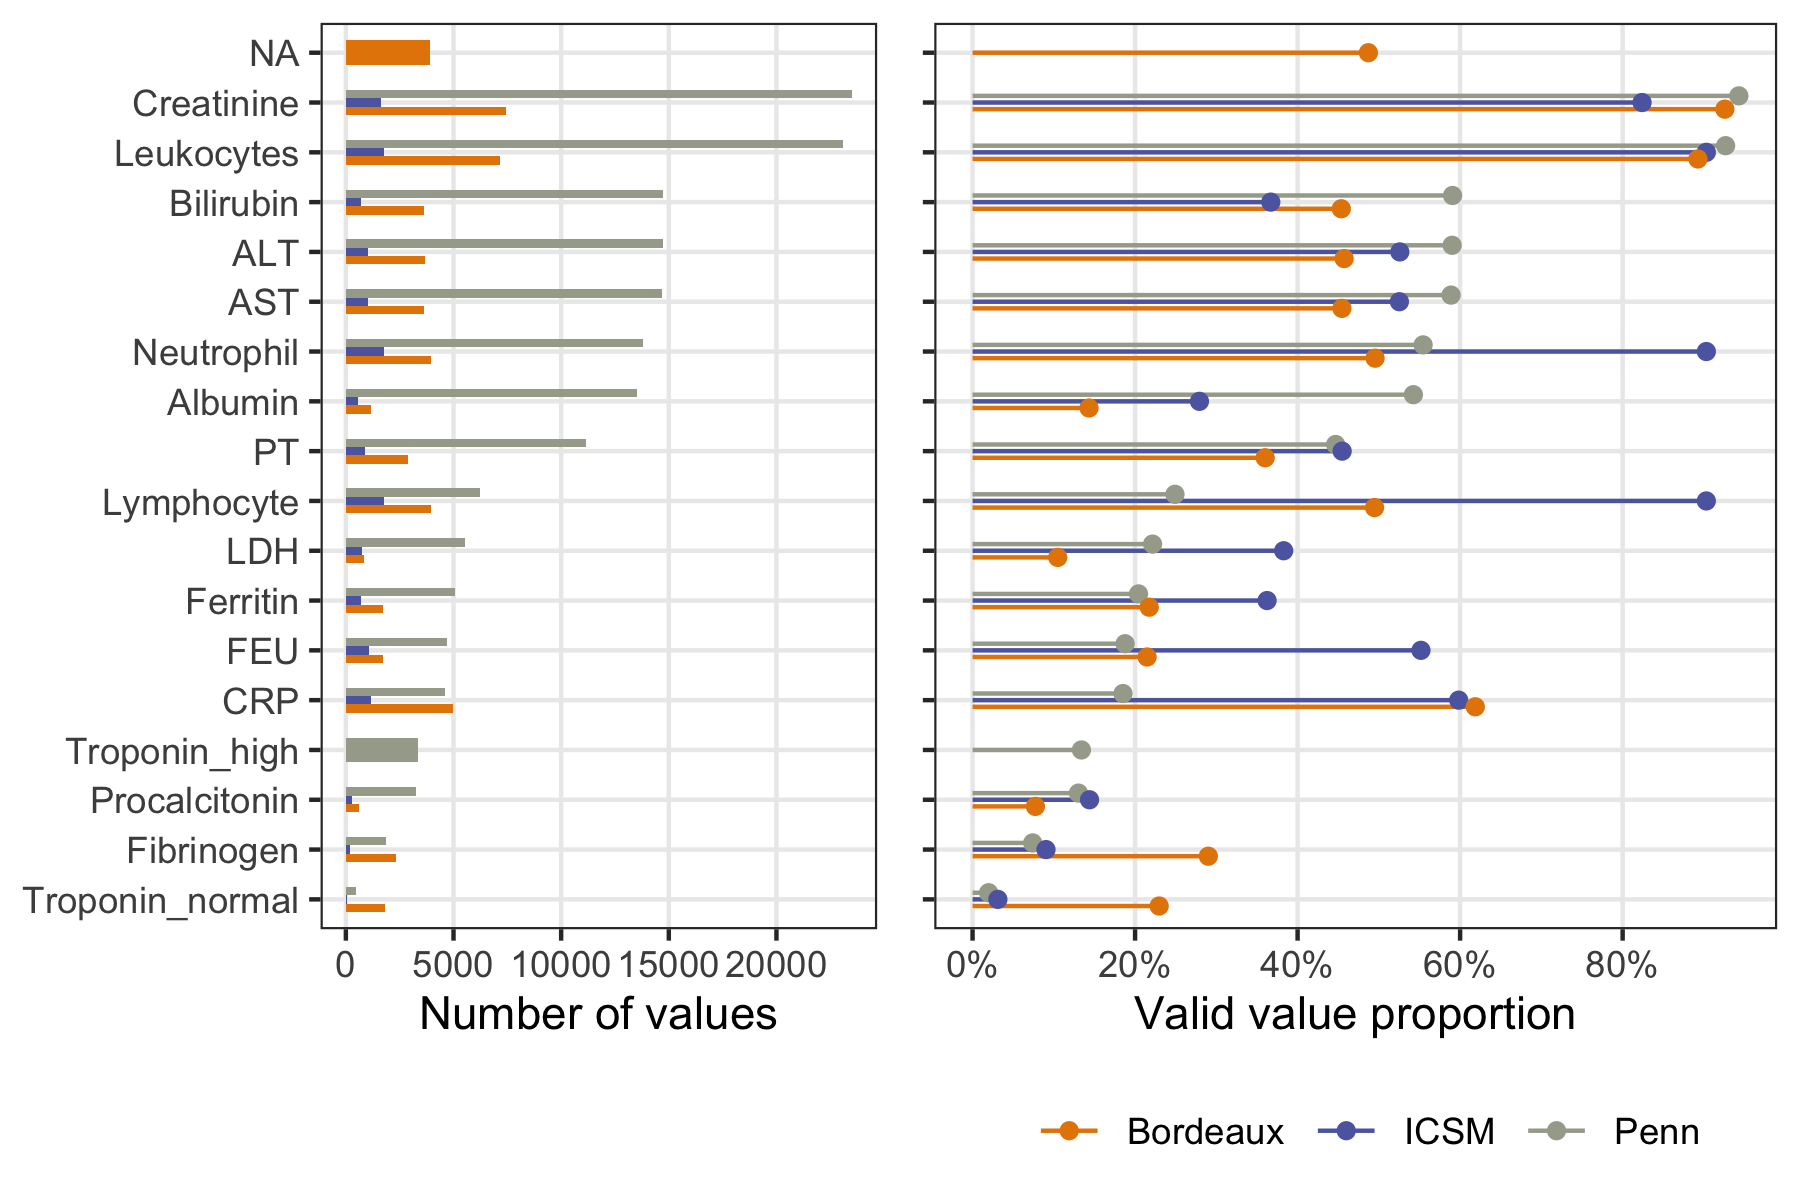 NA
Creatinine
Leukocytes
Bilirubin
ALT
AST
Neutrophil
Albumin
PT
Lymphocyte
LDH
Ferritin
FEU
CRP
Troponin_high
Procalcitonin
Fibrinogen
Troponin_normal
0 5000 10000 15000 20000
Number of values
0% 20% 40% 60% 80%
Valid value proportion
Bordeaux ICSM Penn